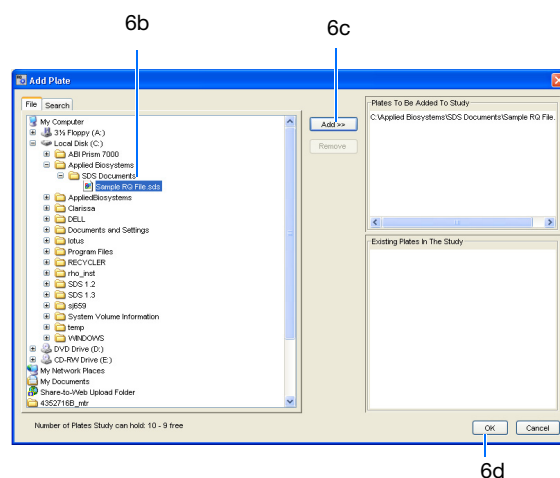 6b
6c
Add Plate
File
Search
My Computer
3½ Floppy (A:)
Local Disk (C:)
ABI Prism 7000
Applied Biosystems
SDS Documents
Sample RQ File.sds
AppliedBiosystems
Clarissa
DELL
Documents and Settings
lotus
Program Files
RECYCLER
rho_inst
SDS 1.2
SDS 1.3
sj659
System Volume Information
temp
WINDOWS
DVD Drive (D:)
CD-RW Drive (E:)
My Network Places
My Documents
Share-to-Web Upload Folder
4352716B_mtr
Number of Plates Study can hold: 10 - 9 free
Add >>
Remove
Plates To Be Added To Study
C:\Applied Biosystems\SDS Documents\Sample RQ File.
Existing Plates In The Study
OK
Cancel
6d